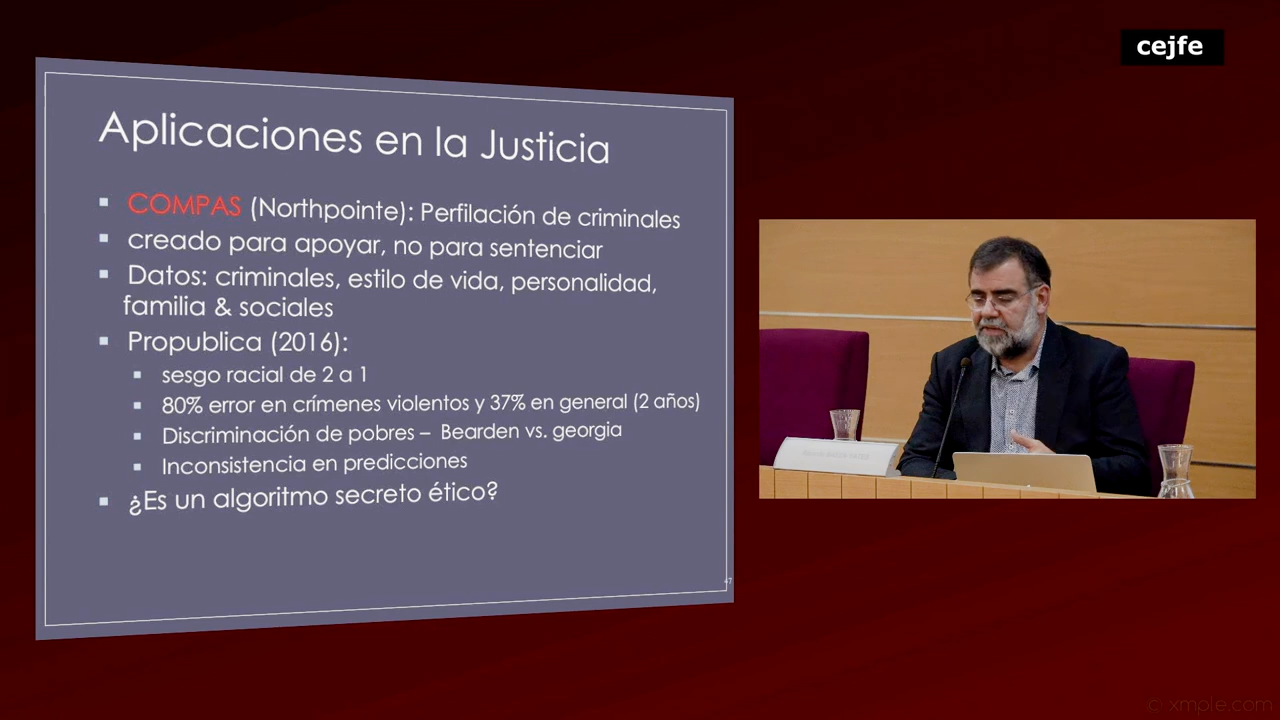 cejfe
Aplicaciones en la Justicia
▪ COMPAS (Northpointe): Perfilación de criminales
▪ creado para apoyar, no para sentenciar
▪ Datos: criminales, estilo de vida, personalidad,
familia & sociales
▪ Propublica (2016):
▪ sesgo racial de 2 a 1
▪ 80% error en crímenes violentos y 37% en general (2 años)
▪ Discriminación de pobres – Bearden vs. georgia
▪ Inconsistencia en predicciones
▪ ¿Es un algoritmo secreto ético?
47
© xmple.com